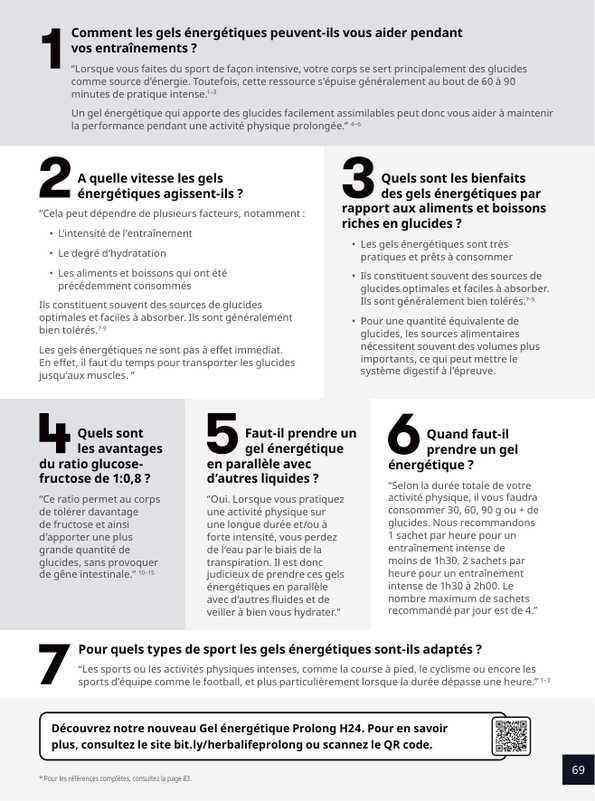 1
Comment les gels énergétiques peuvent-ils vous aider pendant
vos entraînements ?
“Lorsque vous faites du sport de façon intensive, votre corps se sert principalement des glucides
comme source d’énergie. Toutefois, cette ressource s’épuise généralement au bout de 60 à 90
minutes de pratique intense.1-3
Un gel énergétique qui apporte des glucides facilement assimilables peut donc vous aider à maintenir
la performance pendant une activité physique prolongée.” 4-6
2
A quelle vitesse les gels
énergétiques agissent-ils ?
“Cela peut dépendre de plusieurs facteurs, notamment :
• L’intensité de l’entraînement
• Le degré d’hydratation
• Les aliments et boissons qui ont été
précédemment consommés
Ils constituent souvent des sources de glucides
optimales et faciles à absorber. Ils sont généralement
bien tolérés.7-9
Les gels énergétiques ne sont pas à effet immédiat.
En effet, il faut du temps pour transporter les glucides
jusqu’aux muscles. ”
3
Quels sont les bienfaits
des gels énergétiques par
rapport aux aliments et boissons
riches en glucides ?
• Les gels énergétiques sont très
pratiques et prêts à consommer
• Ils constituent souvent des sources de
glucides optimales et faciles à absorber.
Ils sont généralement bien tolérés.7-9
• Pour une quantité équivalente de
glucides, les sources alimentaires
nécessitent souvent des volumes plus
importants, ce qui peut mettre le
système digestif à l’épreuve.
4
Quels sont
les avantages
du ratio glucose-
fructose de 1:0,8 ?
“Ce ratio permet au corps
de tolérer davantage
de fructose et ainsi
d’apporter une plus
grande quantité de
glucides, sans provoquer
de gêne intestinale.” 10-15
5
Faut-il prendre un
gel énergétique
en parallèle avec
d’autres liquides ?
“Oui. Lorsque vous pratiquez
une activité physique sur
une longue durée et/ou à
forte intensité, vous perdez
de l’eau par le biais de la
transpiration. Il est donc
judicieux de prendre ces gels
énergétiques en parallèle
avec d’autres fluides et de
veiller à bien vous hydrater.”
6
Quand faut-il
prendre un gel
énergétique ?
“Selon la durée totale de votre
activité physique, il vous faudra
consommer 30, 60, 90 g ou + de
glucides. Nous recommandons
1 sachet par heure pour un
entraînement intense de
moins de 1h30, 2 sachets par
heure pour un entraînement
intense de 1h30 à 2h00. Le
nombre maximum de sachets
recommandé par jour est de 4.”
7
Pour quels types de sport les gels énergétiques sont-ils adaptés ?
“Les sports ou les activités physiques intenses, comme la course à pied, le cyclisme ou encore les
sports d’équipe comme le football, et plus particulièrement lorsque la durée dépasse une heure.” 1-3
Découvrez notre nouveau Gel énergétique Prolong H24. Pour en savoir
plus, consultez le site bit.ly/herbalifeprolong ou scannez le QR code.
* Pour les références complètes, consultez la page 83.
69